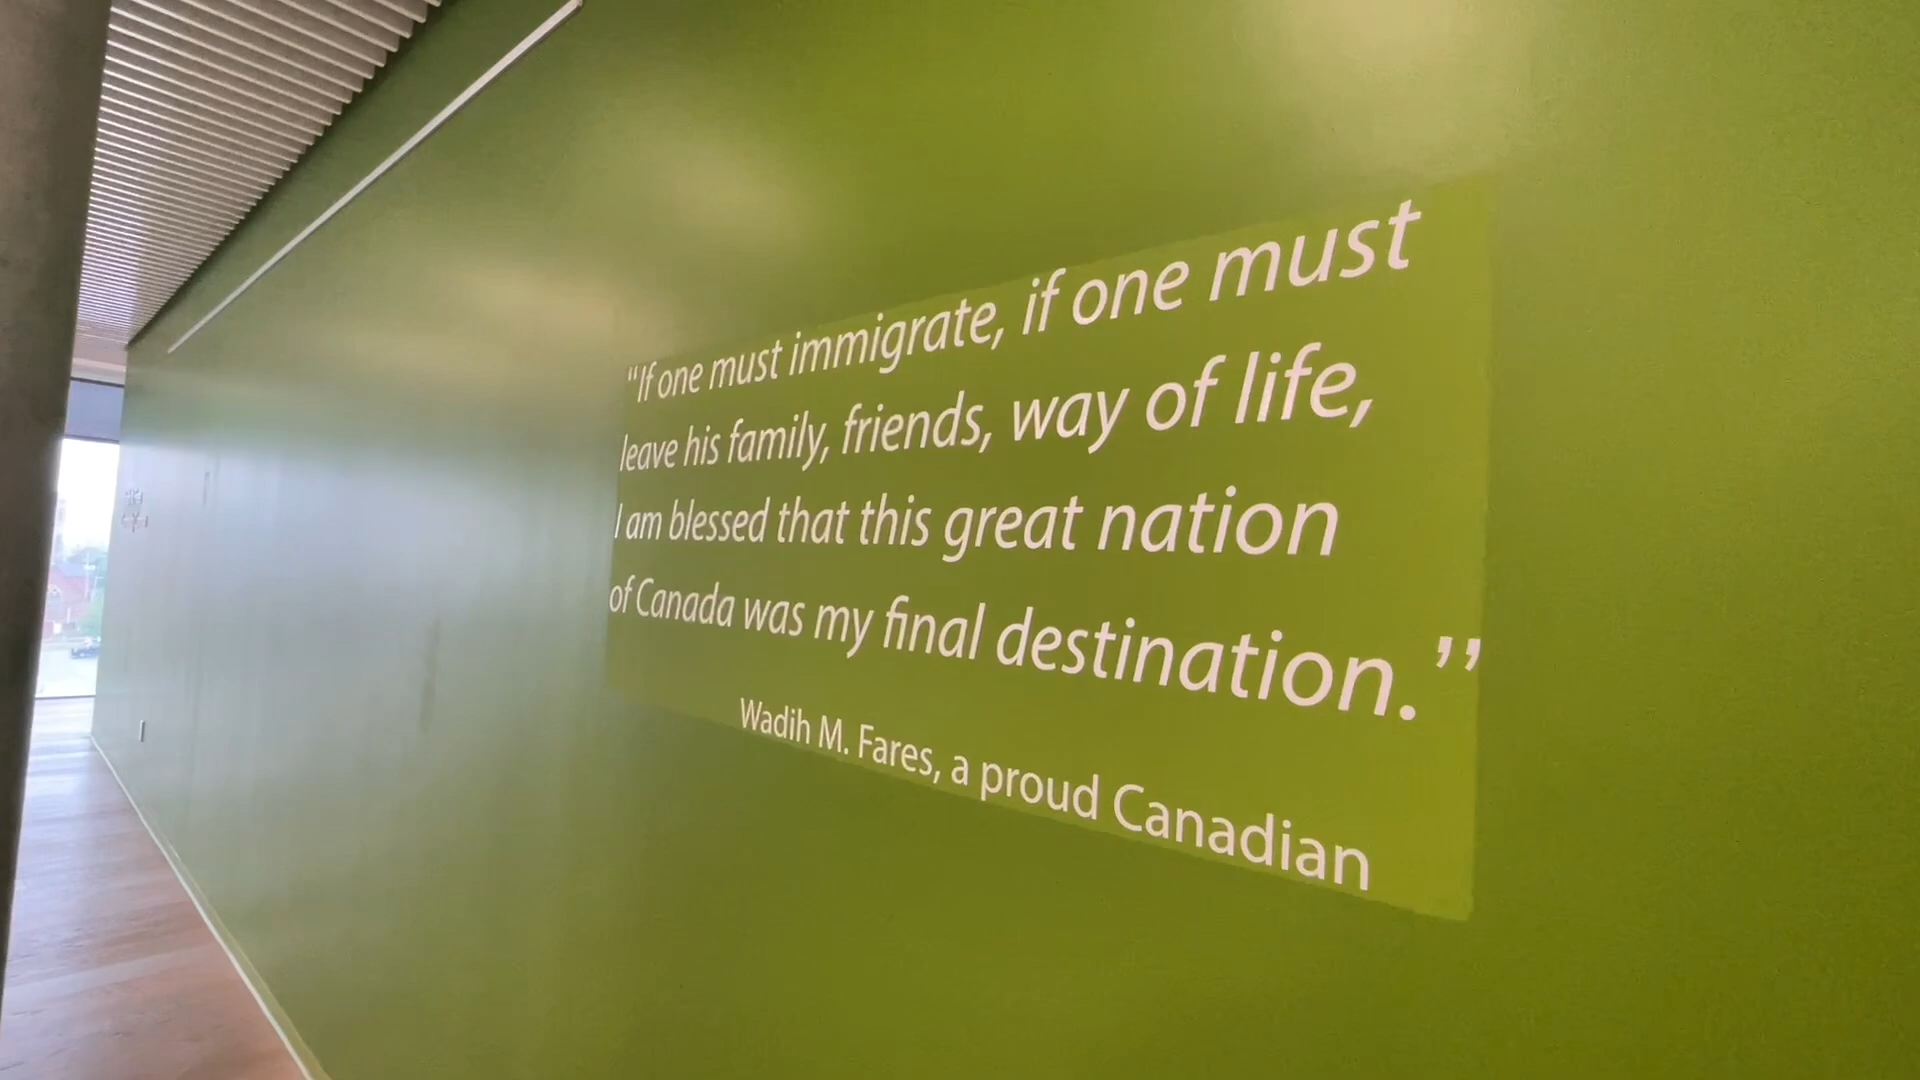 “If one must immigrate, if one must
leave his family, friends, way of life,
I am blessed that this great nation
of Canada was my final destination.”
Wadih M. Fares, a proud Canadian